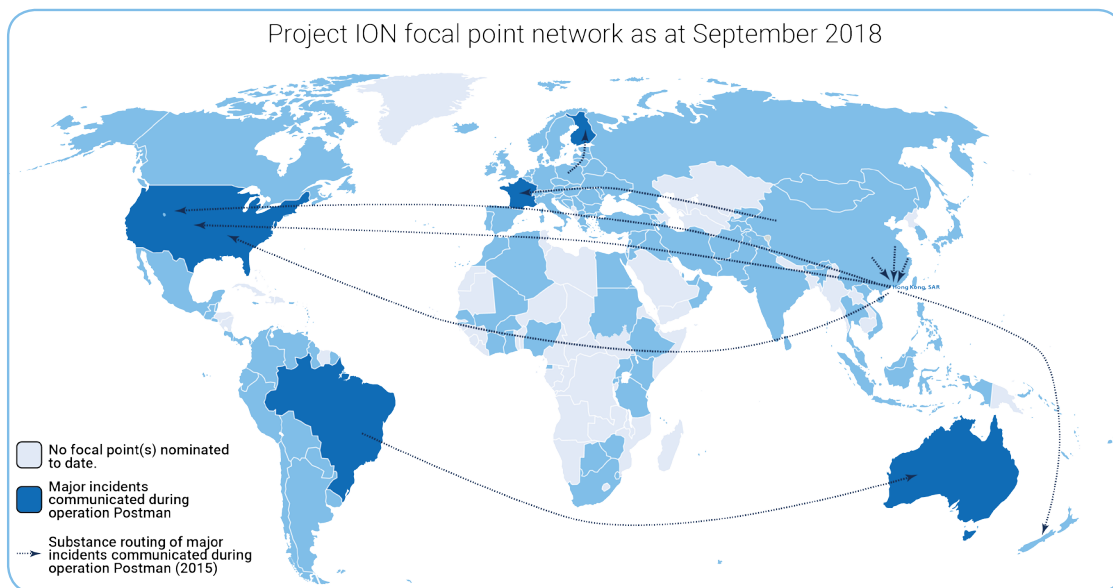 Project ION focal point network as at September 2018
Hong Kong, SAR
No focal point(s) nominated
to date.
Major incidents
communicated during
operation Postman
Substance routing of major
incidents communicated during
operation Postman (2015)